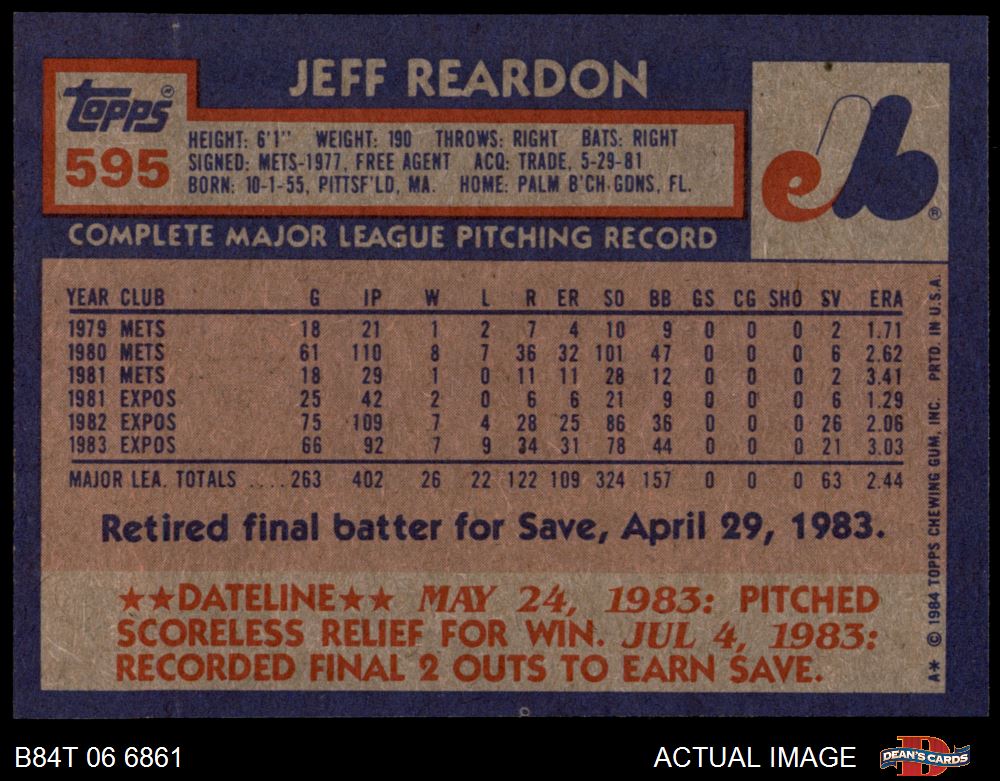 JEFF REARDON
Topps®
595
HEIGHT: 6'1" WEIGHT: 190 THROWS: RIGHT BATS: RIGHT
SIGNED: METS-1977, FREE AGENT ACQ: TRADE, 5-29-81
BORN: 10-1-55, PITTSF'LD, MA. HOME: PALM B'CH GDNS, FL.
eb®
COMPLETE MAJOR LEAGUE PITCHING RECORD
YEAR CLUB G IP W L R ER SO BB GS CG SHO SV ERA
1979 METS 18 21 1 2 7 4 10 9 0 0 0 2 1.71
1980 METS 61 110 8 7 36 32 101 47 0 0 0 6 2.62
1981 METS 18 29 1 0 11 11 28 12 0 0 0 2 3.41
1981 EXPOS 25 42 2 0 6 6 21 9 0 0 0 6 1.29
1982 EXPOS 75 109 7 4 28 25 86 36 0 0 0 26 2.06
1983 EXPOS 66 92 7 9 34 31 78 44 0 0 0 21 3.03
MAJOR LEA. TOTALS ....263 402 26 22 122 109 324 157 0 0 0 63 2.44
Retired final batter for Save, April 29, 1983.
★★DATELINE★★ MAY 24, 1983: PITCHED
SCORELESS RELIEF FOR WIN. JUL 4, 1983:
RECORDED FINAL 2 OUTS TO EARN SAVE.
A* © 1984 TOPPS CHEWING GUM, INC. PRTD. IN U.S.A.
B84T 06 6861
ACTUAL IMAGE
DEAN'S CARDS